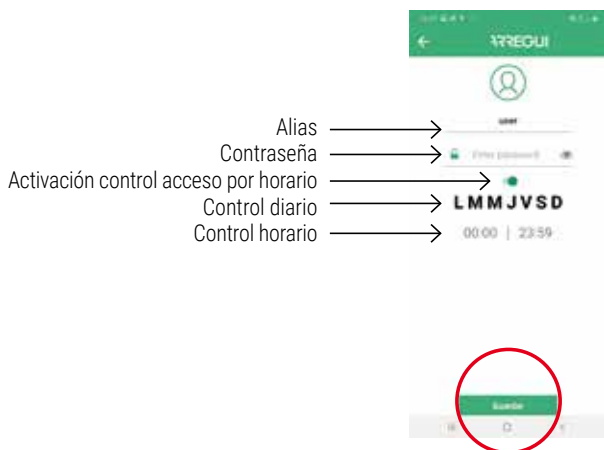 ARREGUI
user
Alias
Contraseña
Enter password
Activación control acceso por horario
Control diario
LMMJVSD
Control horario
00:00 | 23:59
Guardar